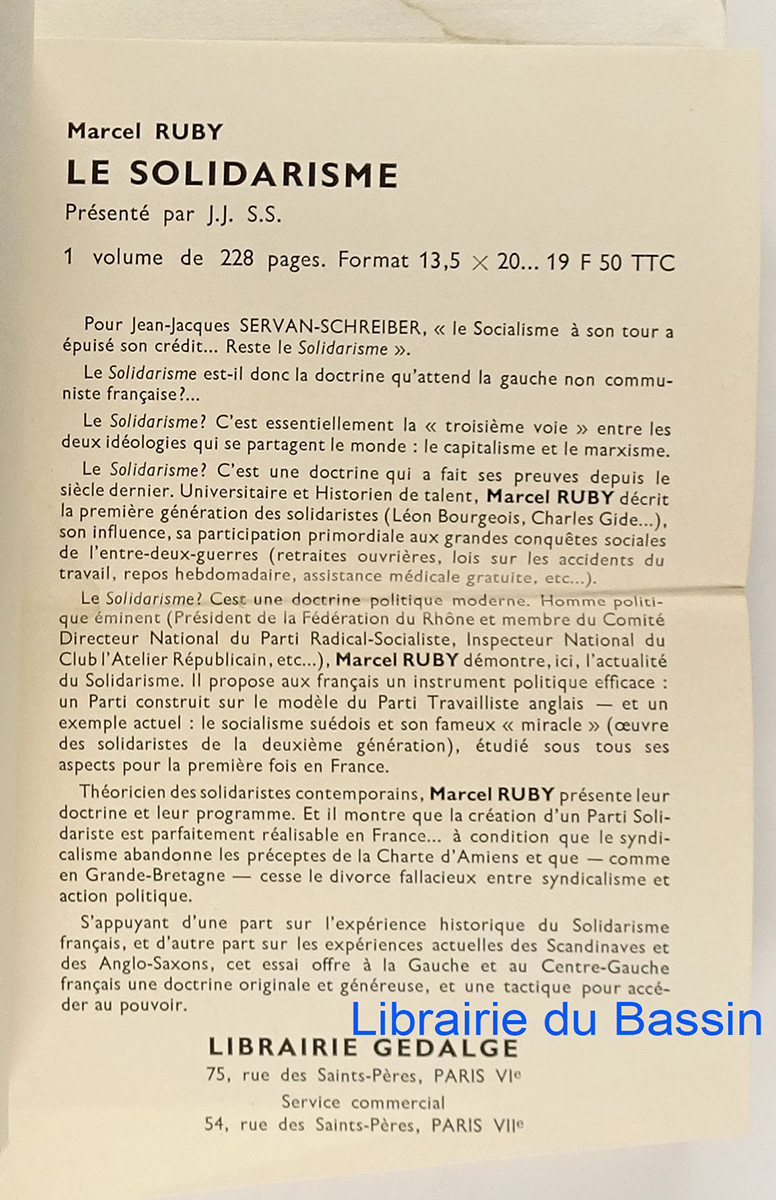 Marcel RUBY
LE SOLIDARISME
Présenté par J.J. S.S.
1 volume de 228 pages. Format 13,5 × 20... 19 F 50 TTC
Pour Jean-Jacques SERVAN-SCHREIBER, « le Socialisme à son tour a
épuisé son crédit... Reste le Solidarisme ».
Le Solidarisme est-il donc la doctrine qu'attend la gauche non commu-
niste française?...
Le Solidarisme? C'est essentiellement la « troisième voie » entre les
deux idéologies qui se partagent le monde : le capitalisme et le marxisme.
Le Solidarisme? C'est une doctrine qui a fait ses preuves depuis le
siècle dernier. Universitaire et Historien de talent, Marcel RUBY décrit
la première génération des solidaristes (Léon Bourgeois, Charles Gide...),
son influence, sa participation primordiale aux grandes conquêtes sociales
de l'entre-deux-guerres (retraites ouvrières, lois sur les accidents du
travail, repos hebdomadaire, assistance médicale gratuite, etc...).
Le Solidarisme? Cest une doctrine politique moderne. Homme politi-
que éminent (Président de la Fédération du Rhône et membre du Comité
Directeur National du Parti Radical-Socialiste, Inspecteur National du
Club l'Atelier Républicain, etc...), Marcel RUBY démontre, ici, l'actualité
du Solidarisme. Il propose aux français un instrument politique efficace :
un Parti construit sur le modèle du Parti Travailliste anglais — et un
exemple actuel : le socialisme suédois et son fameux « miracle » (œuvre
des solidaristes de la deuxième génération), étudié sous tous ses
aspects pour la première fois en France.
Théoricien des solidaristes contemporains, Marcel RUBY présente leur
doctrine et leur programme. Et il montre que la création d'un Parti Soli-
dariste est parfaitement réalisable en France... à condition que le syndi-
calisme abandonne les préceptes de la Charte d'Amiens et que — comme
en Grande-Bretagne — cesse le divorce fallacieux entre syndicalisme et
action politique.
S'appuyant d'une part sur l'expérience historique du Solidarisme
français, et d'autre part sur les expériences actuelles des Scandinaves et
des Anglo-Saxons, cet essai offre à la Gauche et au Centre-Gauche
français une doctrine originale et généreuse, et une tactique pour accé-
der au pouvoir.
Librairie du Bassin
LIBRAIRIE GEDALGE
75, rue des Saints-Pères, PARIS VIe
Service commercial
54, rue des Saints-Pères, PARIS VIIe